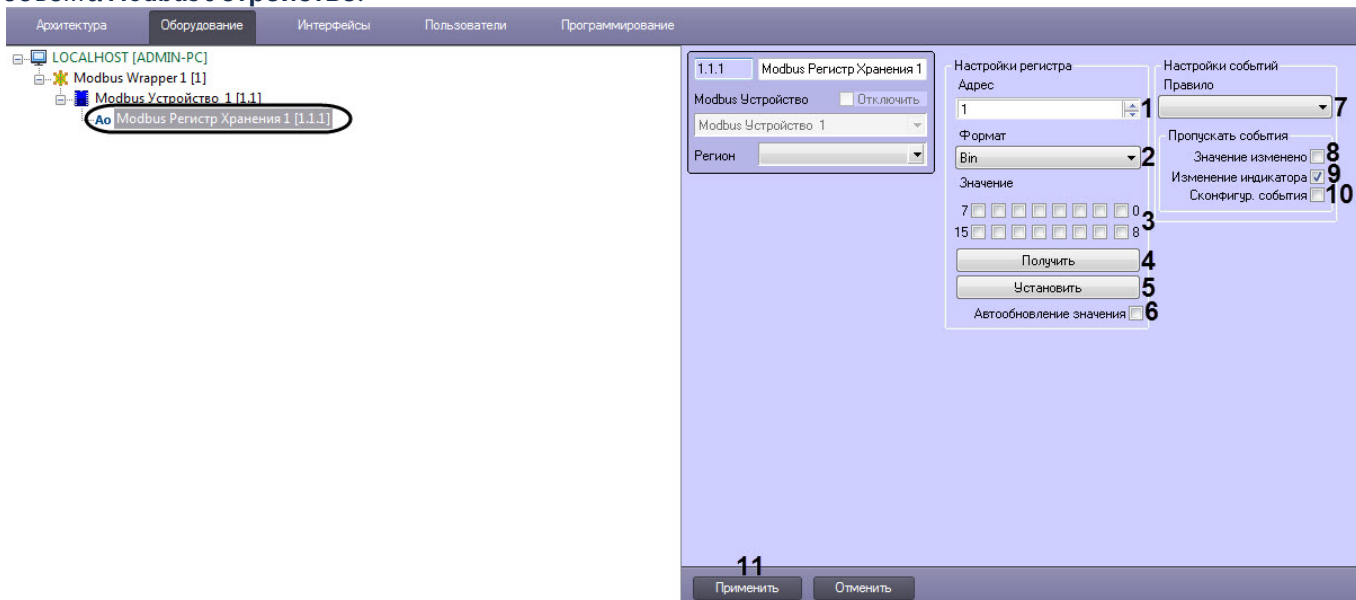 Архитектура Оборудование Интерфейсы Пользователи Программирование
LOCALHOST [ADMIN-PC]
Modbus Wrapper 1 [1]
Modbus Устройство 1 [1.1]
Ao Modbus Регистр Хранения 1 [1.1.1]
1.1.1 Modbus Регистр Хранения 1
Modbus Устройство Отключить
Modbus Устройство 1
Регион
Настройки регистра
Адрес
1 1
Формат
Bin 2
Значение
7 0
15 8 3
Получить 4
Установить 5
Автообновление значения 6
Настройки событий
Правило
7
Пропускать события
Значение изменено 8
Изменение индикатора 9
Сконфигур. события 10
11
Применить Отменить